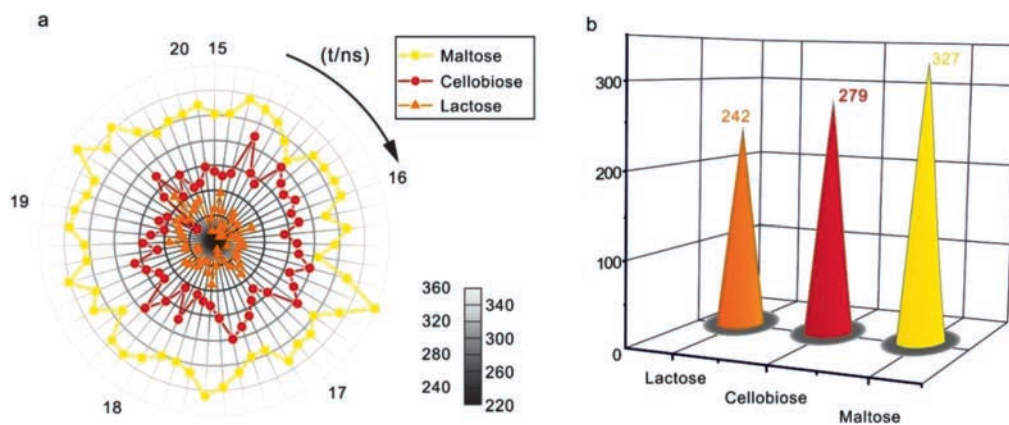 a
20 15
(t/ns)
Maltose
Cellobiose
Lactose
16
19
360
340
320
300
280
260
240
220
18
17
b
300
200
100
0
242
279
327
Lactose
Cellobiose
Maltose